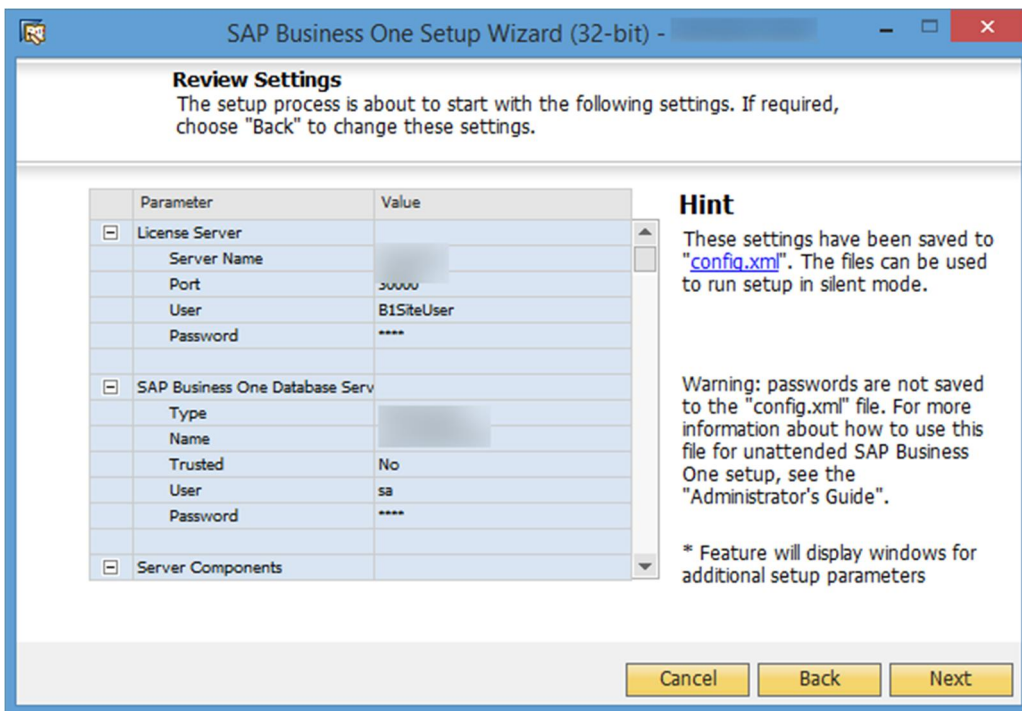 SAP Business One Setup Wizard (32-bit) -
Review Settings
The setup process is about to start with the following settings. If required,
choose "Back" to change these settings.
Parameter Value
License Server
Server Name
Port 30000
User B1SiteUser
Password ****
SAP Business One Database Serv
Type
Name
Trusted No
User sa
Password ****
Server Components
Hint
These settings have been saved to
"config.xml". The files can be used
to run setup in silent mode.
Warning: passwords are not saved
to the "config.xml" file. For more
information about how to use this
file for unattended SAP Business
One setup, see the
"Administrator's Guide".
* Feature will display windows for
additional setup parameters
Cancel Back Next